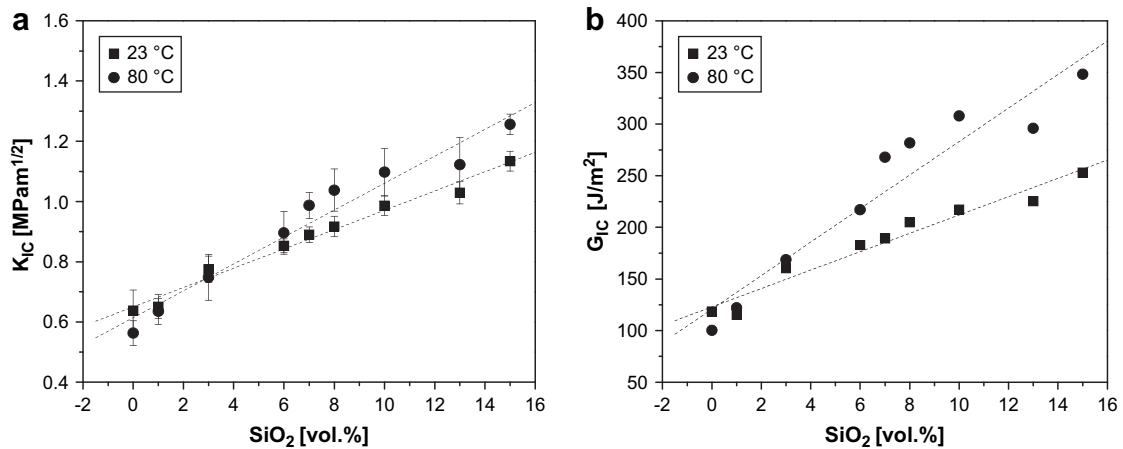 a
1.6
1.4
1.2
1.0
0.8
0.6
0.4
K_IC [MPam^1/2]
23 °C
80 °C
-2 0 2 4 6 8 10 12 14 16
SiO₂ [vol.%]
b
400
350
300
250
200
150
100
50
G_IC [J/m²]
23 °C
80 °C
-2 0 2 4 6 8 10 12 14 16
SiO₂ [vol.%]